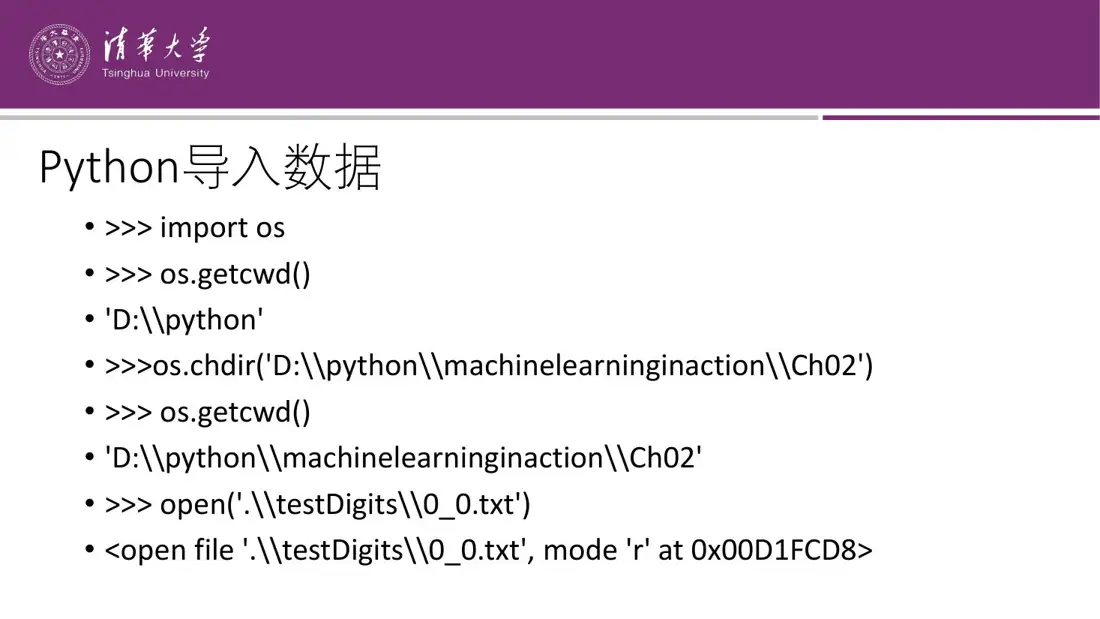 清华大学
Tsinghua University
Python导入数据
• >>> import os
• >>> os.getcwd()
• 'D:\\python'
• >>>os.chdir('D:\\python\\machinelearninginaction\\Ch02')
• >>> os.getcwd()
• 'D:\\python\\machinelearninginaction\\Ch02'
• >>> open('.\\testDigits\\0_0.txt')
• <open file '.\\testDigits\\0_0.txt', mode 'r' at 0x00D1FCD8>